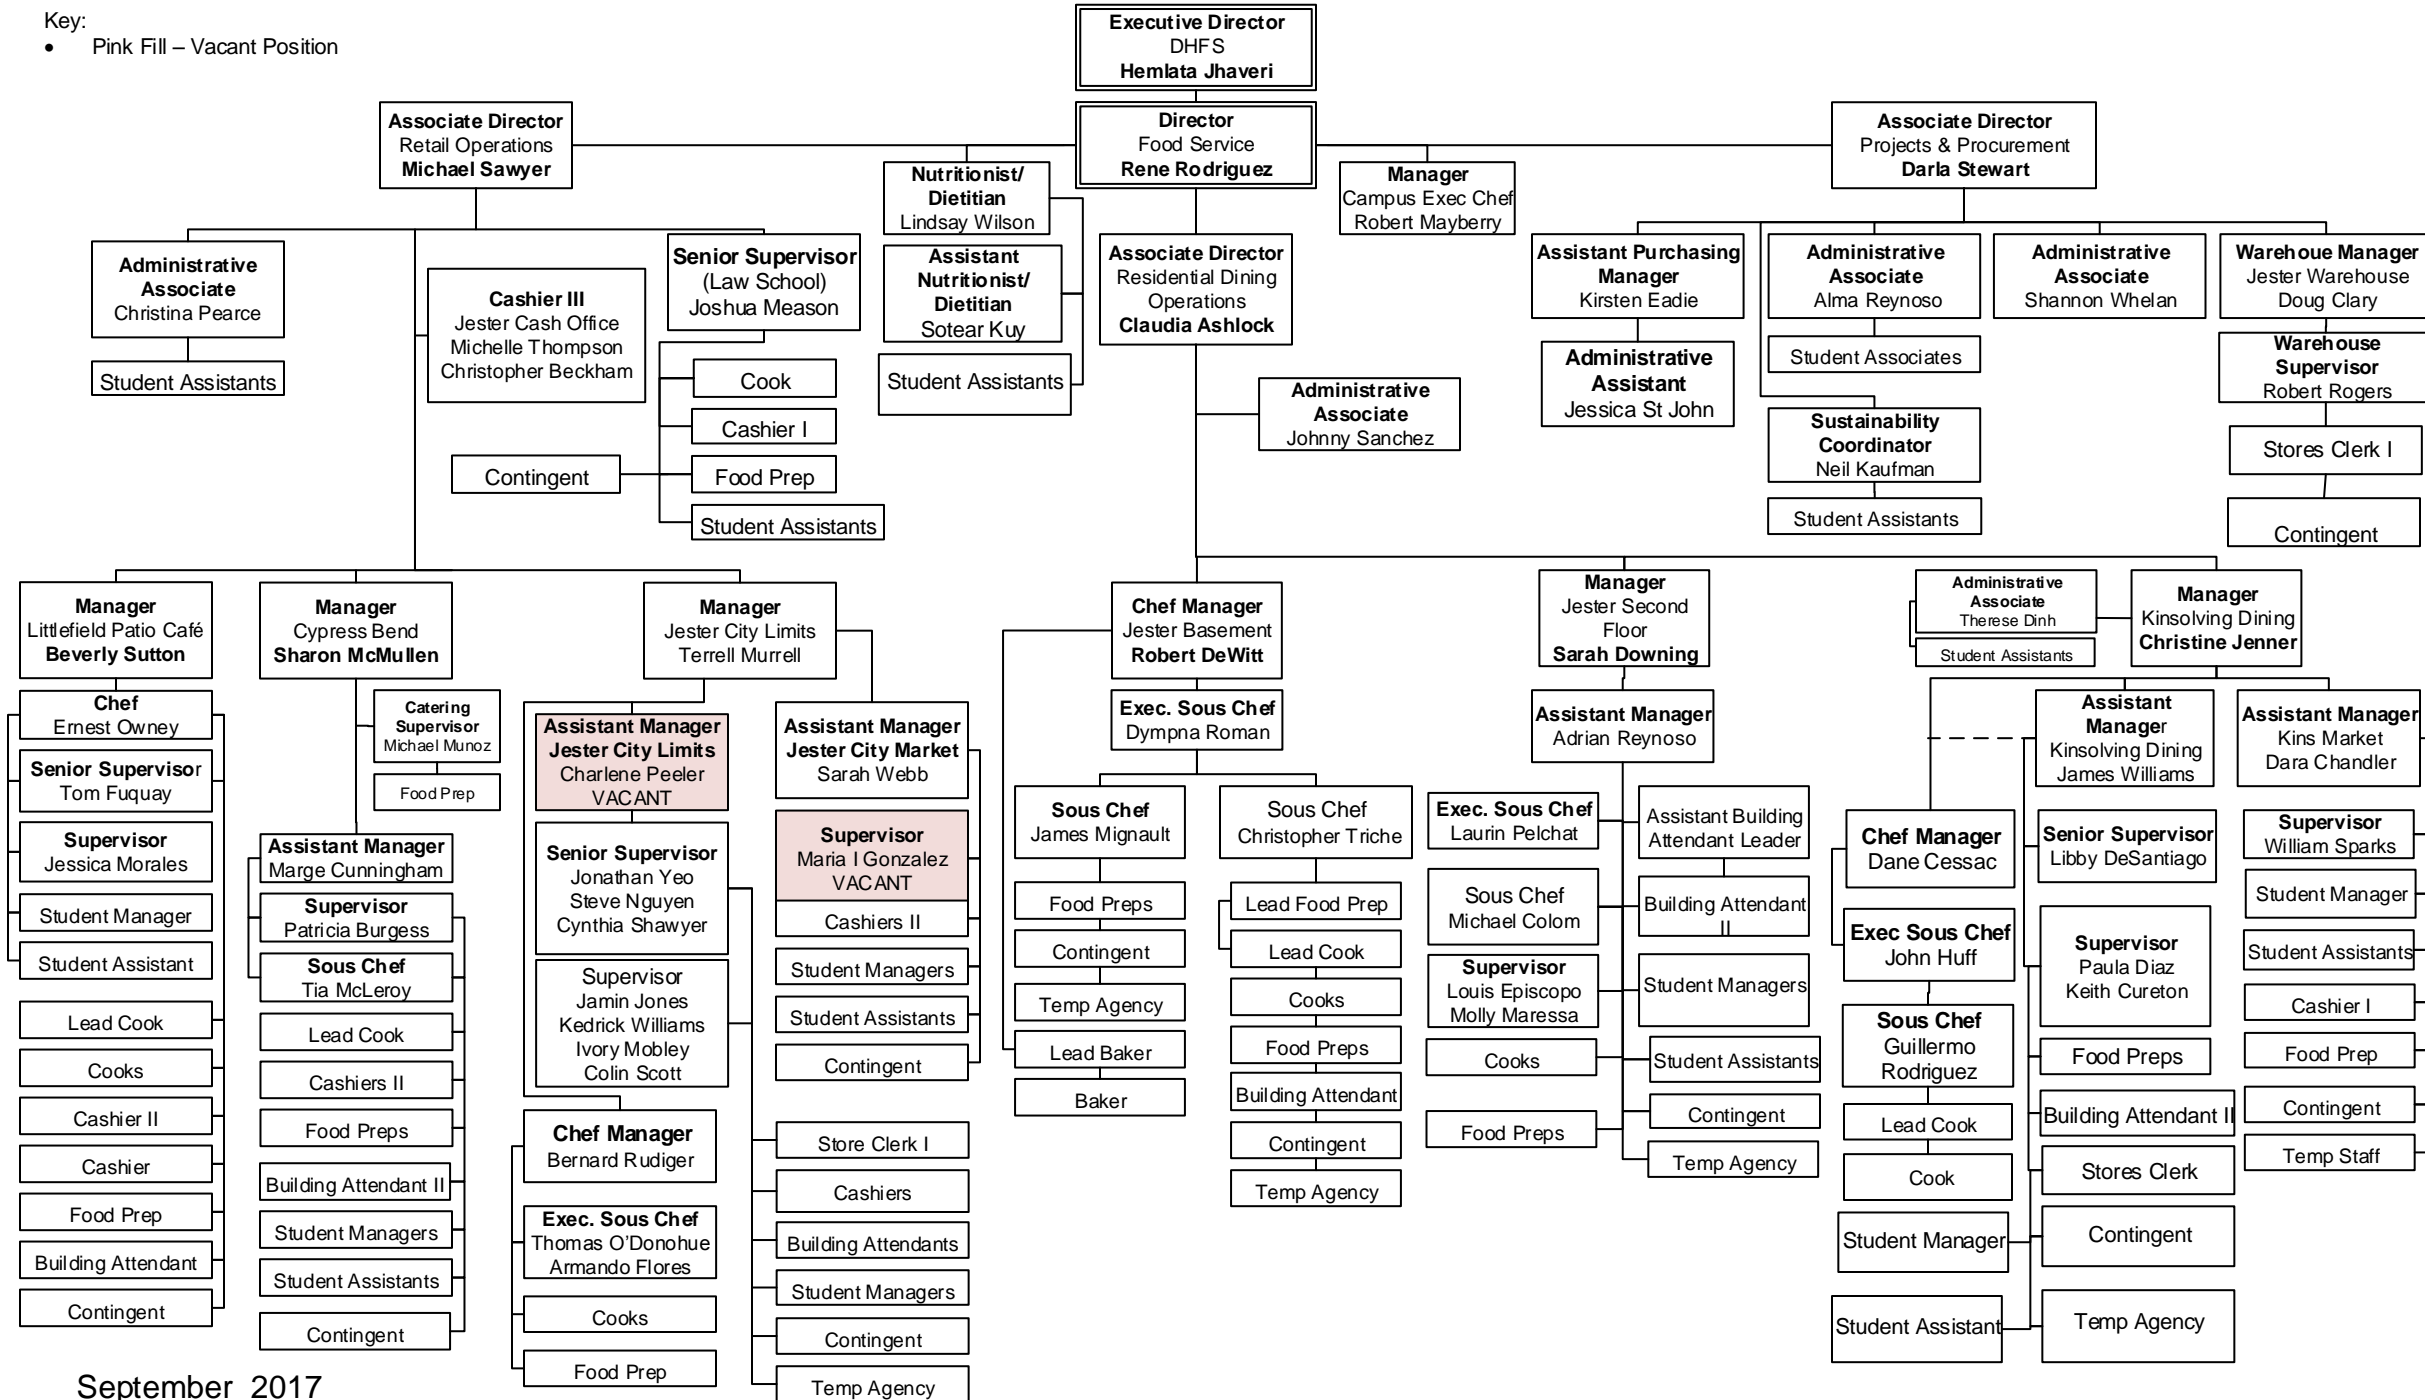 Key:
• Pink Fill – Vacant Position
Executive Director
DHFS
Hemlata Jhaveri
Associate Director
Retail Operations
Michael Sawyer
Director
Food Service
Rene Rodriguez
Associate Director
Projects & Procurement
Darla Stewart
Nutritionist/
Dietitian
Lindsay Wilson
Manager
Campus Exec Chef
Robert Mayberry
Administrative
Associate
Christina Pearce
Student Assistants
Cashier III
Jester Cash Office
Michelle Thompson
Christopher Beckham
Senior Supervisor
(Law School)
Joshua Meason
Cook
Cashier I
Contingent
Food Prep
Student Assistants
Assistant
Nutritionist/
Dietitian
Sotear Kuy
Student Assistants
Associate Director
Residential Dining
Operations
Claudia Ashlock
Administrative
Associate
Johnny Sanchez
Assistant Purchasing
Manager
Kirsten Eadie
Administrative
Assistant
Jessica St John
Administrative
Associate
Alma Reynoso
Student Associates
Sustainability
Coordinator
Neil Kaufman
Student Assistants
Administrative
Associate
Shannon Whelan
Warehoue Manager
Jester Warehouse
Doug Clary
Warehouse
Supervisor
Robert Rogers
Stores Clerk I
Contingent
Manager
Littlefield Patio Café
Beverly Sutton
Chef
Ernest Owney
Senior Supervisor
Tom Fuquay
Supervisor
Jessica Morales
Student Manager
Student Assistant
Lead Cook
Cooks
Cashier II
Cashier
Food Prep
Building Attendant
Contingent
Manager
Cypress Bend
Sharon McMullen
Catering
Supervisor
Michael Munoz
Food Prep
Assistant Manager
Marge Cunningham
Supervisor
Patricia Burgess
Sous Chef
Tia McLeroy
Lead Cook
Cashiers II
Food Preps
Building Attendant II
Student Managers
Student Assistants
Contingent
Manager
Jester City Limits
Terrell Murrell
Assistant Manager
Jester City Limits
Charlene Peeler
VACANT
Senior Supervisor
Jonathan Yeo
Steve Nguyen
Cynthia Shawyer
Supervisor
Jamin Jones
Kedrick Williams
Ivory Mobley
Colin Scott
Chef Manager
Bernard Rudiger
Exec. Sous Chef
Thomas O'Donohue
Armando Flores
Cooks
Food Prep
Assistant Manager
Jester City Market
Sarah Webb
Supervisor
Maria I Gonzalez
VACANT
Cashiers II
Student Managers
Student Assistants
Contingent
Store Clerk I
Cashiers
Building Attendants
Student Managers
Contingent
Temp Agency
Chef Manager
Jester Basement
Robert DeWitt
Exec. Sous Chef
Dympna Roman
Sous Chef
James Mignault
Food Preps
Contingent
Temp Agency
Lead Baker
Baker
Sous Chef
Christopher Triche
Lead Food Prep
Lead Cook
Cooks
Food Preps
Building Attendant
Contingent
Temp Agency
Manager
Jester Second
Floor
Sarah Downing
Assistant Manager
Adrian Reynoso
Exec. Sous Chef
Laurin Pelchat
Sous Chef
Michael Colom
Supervisor
Louis Episcopo
Molly Maressa
Cooks
Food Preps
Assistant Building
Attendant Leader
Building Attendant
II
Student Managers
Student Assistants
Contingent
Temp Agency
Administrative
Associate
Therese Dinh
Student Assistants
Manager
Kinsolving Dining
Christine Jenner
Chef Manager
Dane Cessac
Exec Sous Chef
John Huff
Sous Chef
Guillermo
Rodriguez
Lead Cook
Cook
Student Manager
Student Assistant
Assistant
Manager
Kinsolving Dining
James Williams
Senior Supervisor
Libby DeSantiago
Supervisor
Paula Diaz
Keith Cureton
Food Preps
Building Attendant II
Stores Clerk
Contingent
Temp Agency
Assistant Manager
Kins Market
Dara Chandler
Supervisor
William Sparks
Student Manager
Student Assistants
Cashier I
Food Prep
Contingent
Temp Staff
September 2017